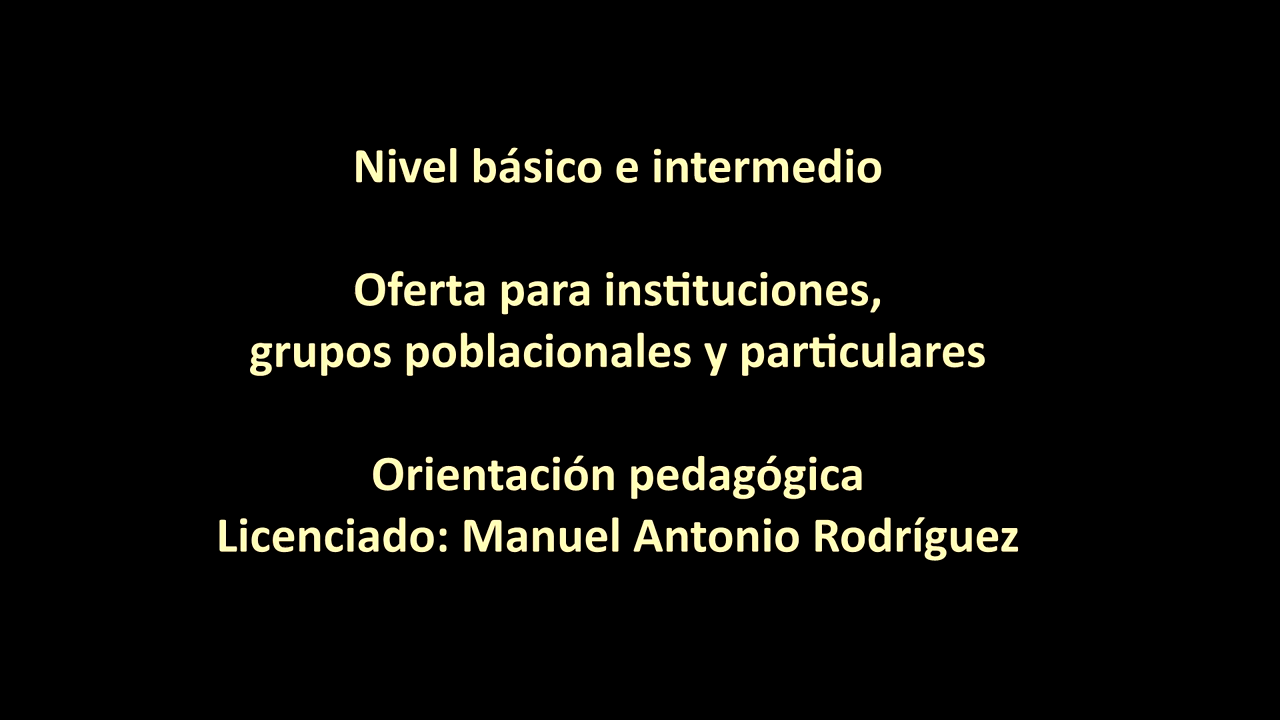 Nivel básico e intermedio
Oferta para instituciones,
grupos poblacionales y particulares
Orientación pedagógica
Licenciado: Manuel Antonio Rodríguez